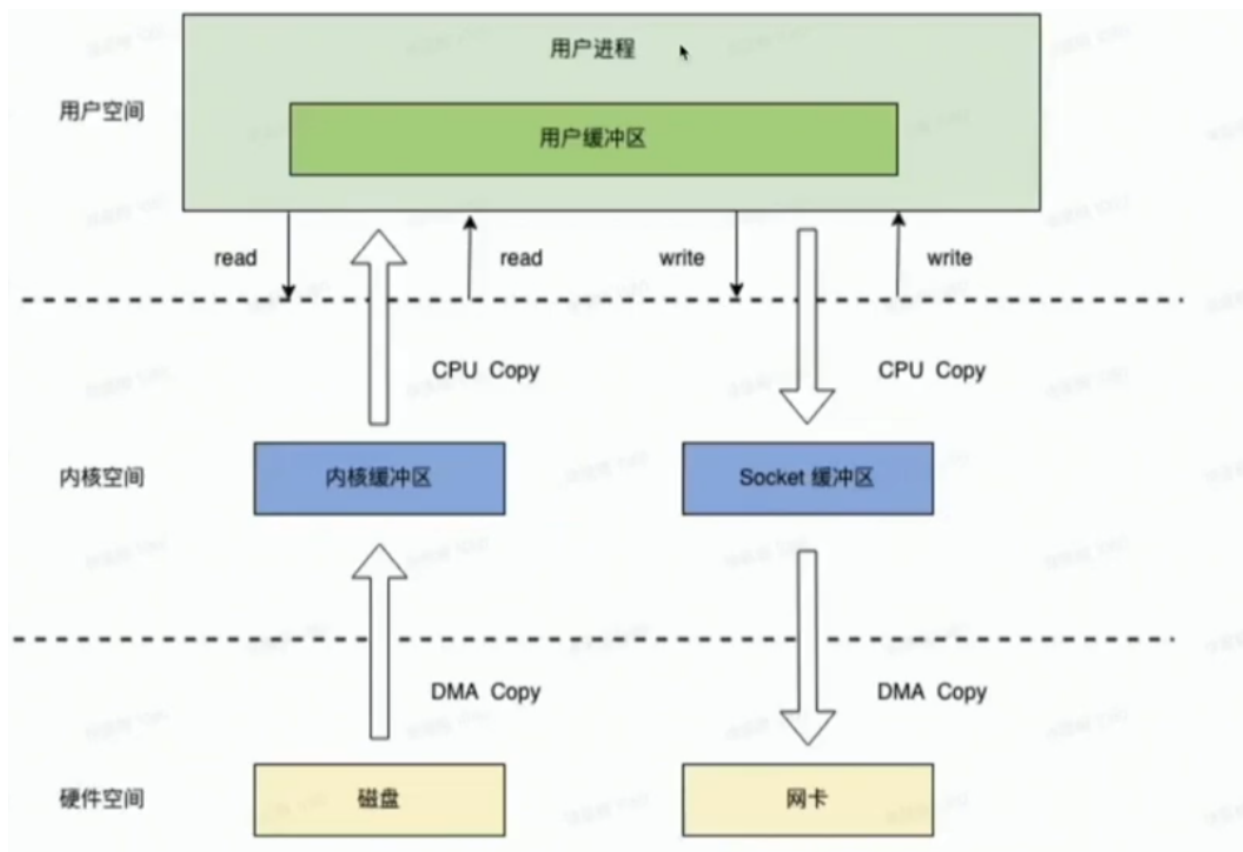 用户进程
用户空间
用户缓冲区
read
read
write
write
CPU Copy
CPU Copy
内核空间
内核缓冲区
Socket 缓冲区
DMA Copy
DMA Copy
硬件空间
磁盘
网卡